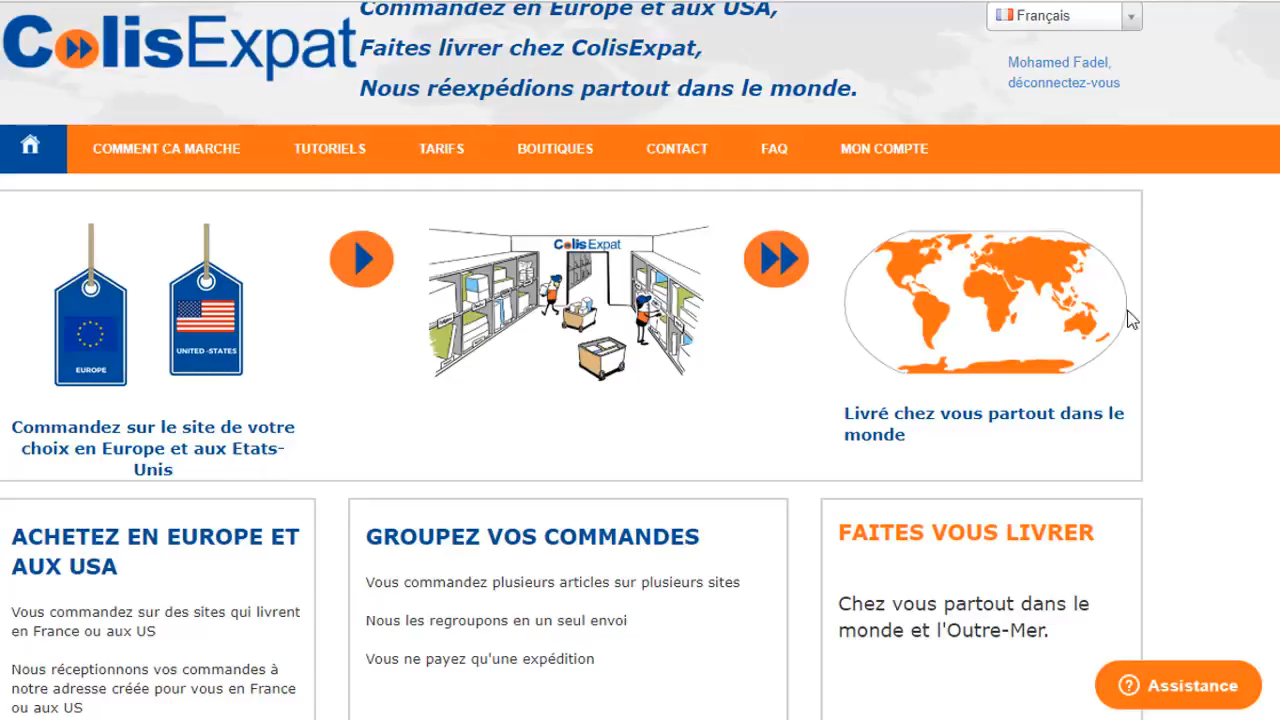 ColisExpat
Commandez en Europe et aux USA,
Faites livrer chez ColisExpat,
Nous réexpédions partout dans le monde.
Français
Mohamed Fadel,
déconnectez-vous
COMMENT CA MARCHE TUTORIELS TARIFS BOUTIQUES CONTACT FAQ MON COMPTE
EUROPE
UNITED -STATES
ColisExpat
Commandez sur le site de votre
choix en Europe et aux Etats-
Unis
Livré chez vous partout dans le
monde
ACHETEZ EN EUROPE ET
AUX USA
Vous commandez sur des sites qui livrent
en France ou aux US
Nous réceptionnons vos commandes à
notre adresse créée pour vous en France
ou aux US
GROUPEZ VOS COMMANDES
Vous commandez plusieurs articles sur plusieurs sites
Nous les regroupons en un seul envoi
Vous ne payez qu'une expédition
FAITES VOUS LIVRER
Chez vous partout dans le
monde et l'Outre-Mer.
Assistance